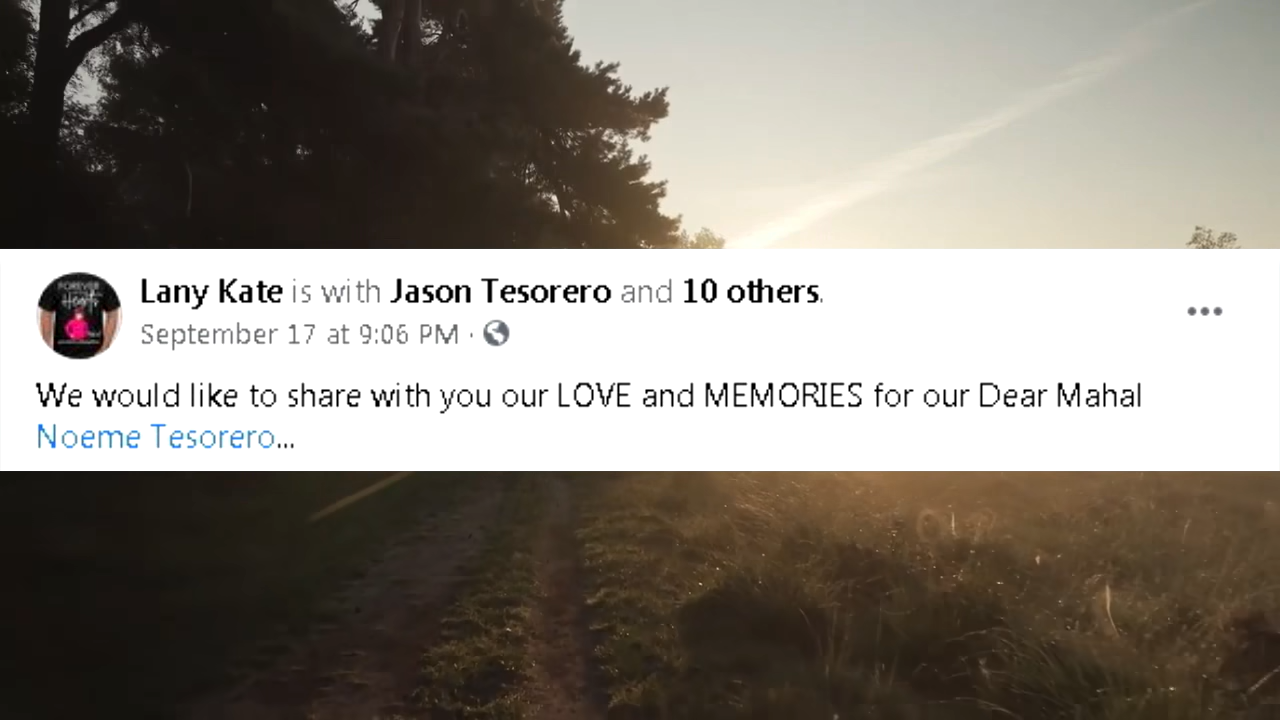 FOREVER
Lany Kate is with Jason Tesorero and 10 others.
September 17 at 9:06 PM ·
We would like to share with you our LOVE and MEMORIES for our Dear Mahal
Noeme Tesorero...